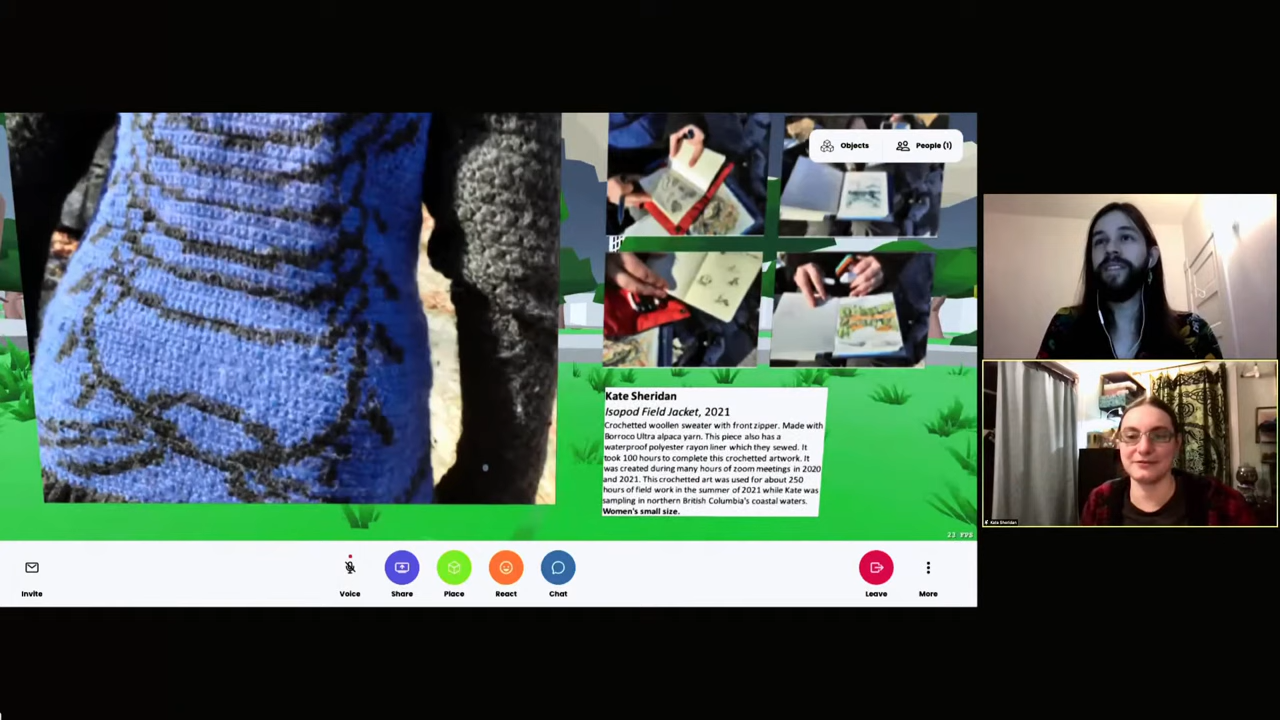 Objects
People (1)
Kate Sheridan
Isopod Field Jacket, 2021
Crochetted woollen sweater with front zipper. Made with
Borroco Ultra alpaca yarn. This piece also has a
waterproof polyester rayon liner which they sewed. It
took 100 hours to complete this crochetted artwork. It
was created during many hours of zoom meetings in 2020
and 2021. This crochetted art was used for about 250
hours of field work in the summer of 2021 while Kate was
sampling in northern British Columbia's coastal waters.
Women's small size.
Kate Sheridan
23 FPS
Invite
Voice
Share
Place
React
Chat
Leave
More